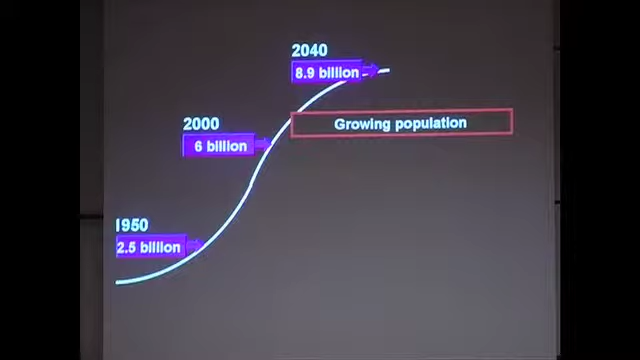 2040
8.9 billion
Growing population
2000
6 billion
1950
2.5 billion